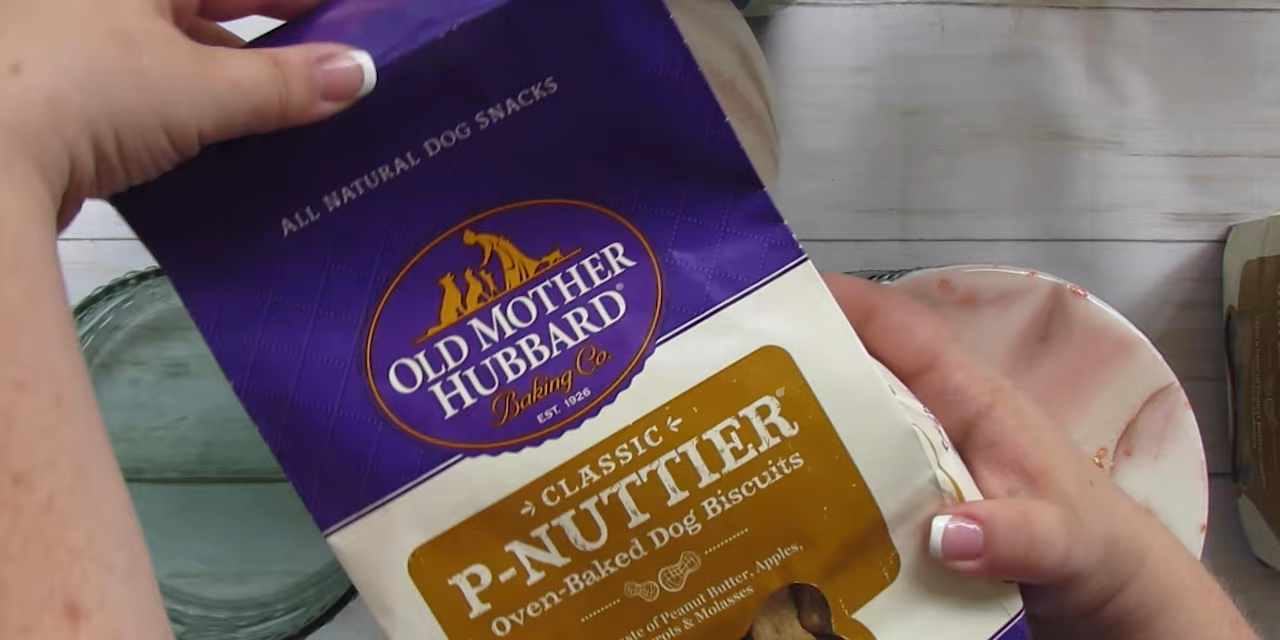 ALL NATURAL DOG SNACKS
OLD MOTHER
HUBBARD®
Baking Co.
EST. 1926
CLASSIC
P-NUTTIER®
Oven-Baked Dog Biscuits
of Peanut Butter, Apples,
& Molasses